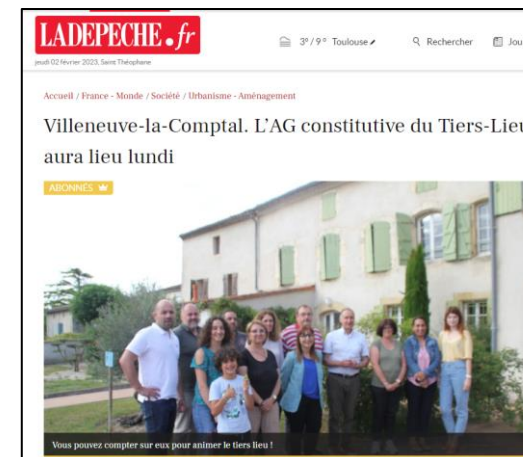 LADEPECHE.fr
3° / 9° Toulouse
Rechercher
Jou
jeudi 02 février 2023, Saint Théophane
Accueil / France - Monde / Société / Urbanisme - Aménagement
Villeneuve-la-Comptal. L'AG constitutive du Tiers-Lieu
aura lieu lundi
ABONNÉS
Vous pouvez compter sur eux pour animer le tiers lieu !